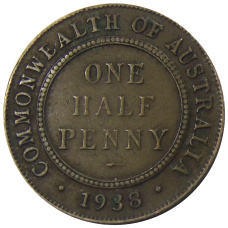 COMMONWEALTH OF AUSTRALIA
ONE
HALF
PENNY
· 1938 ·